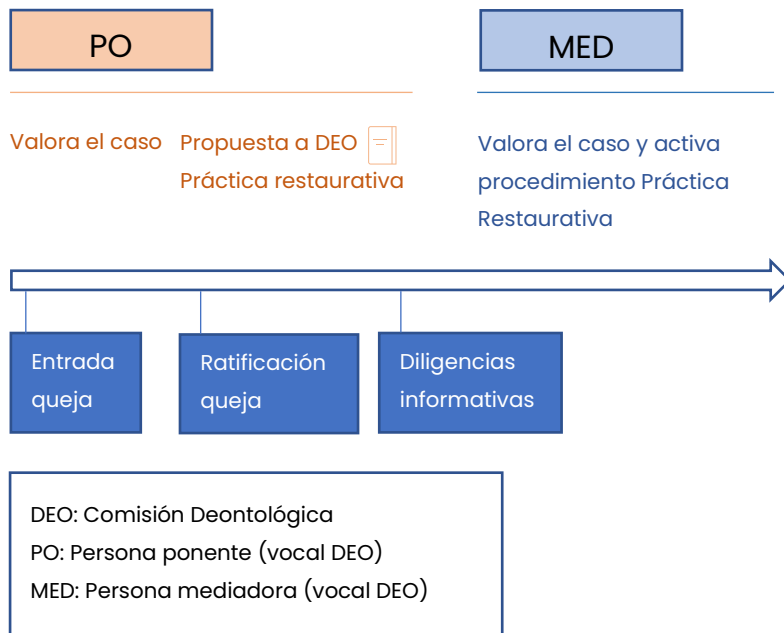 PO
MED
Valora el caso
Propuesta a DEO
Práctica restaurativa
Valora el caso y activa
procedimiento Práctica
Restaurativa
Entrada
queja
Ratificación
queja
Diligencias
informativas
DEO: Comisión Deontológica
PO: Persona ponente (vocal DEO)
MED: Persona mediadora (vocal DEO)